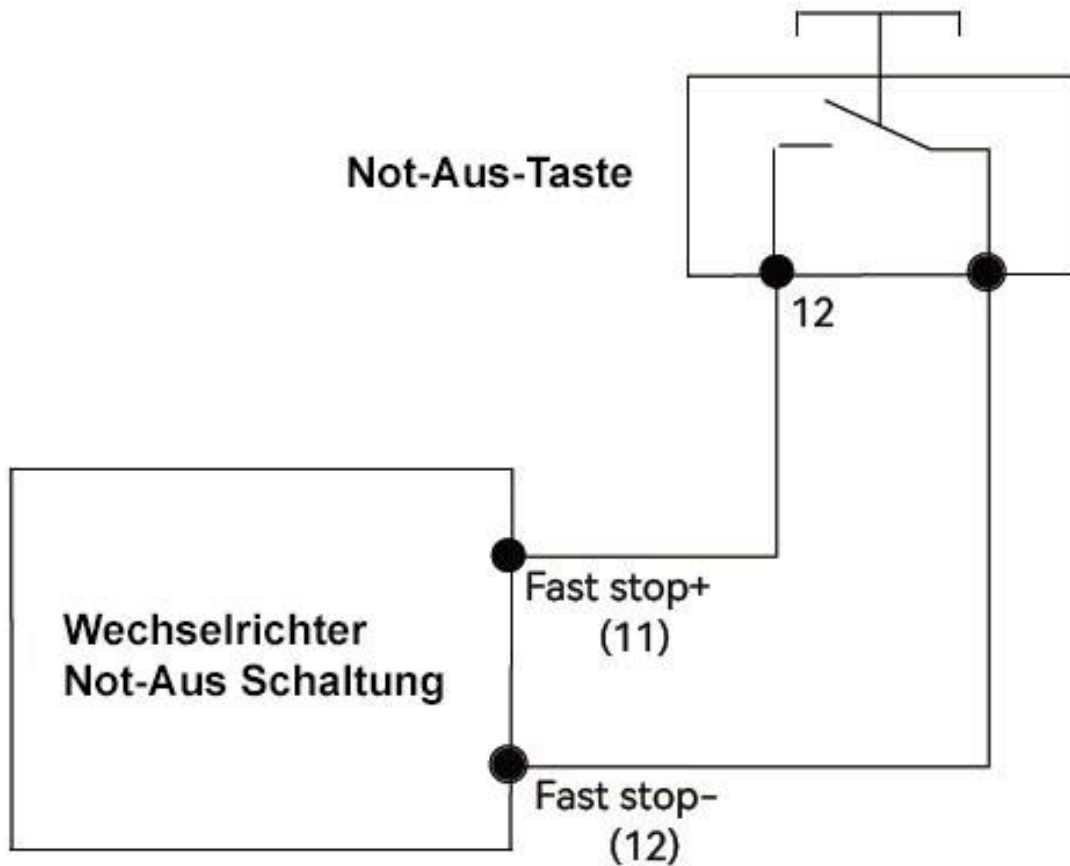 Not-Aus-Taste
12
Fast stop+
(11)
Wechselrichter
Not-Aus Schaltung
Fast stop-
(12)